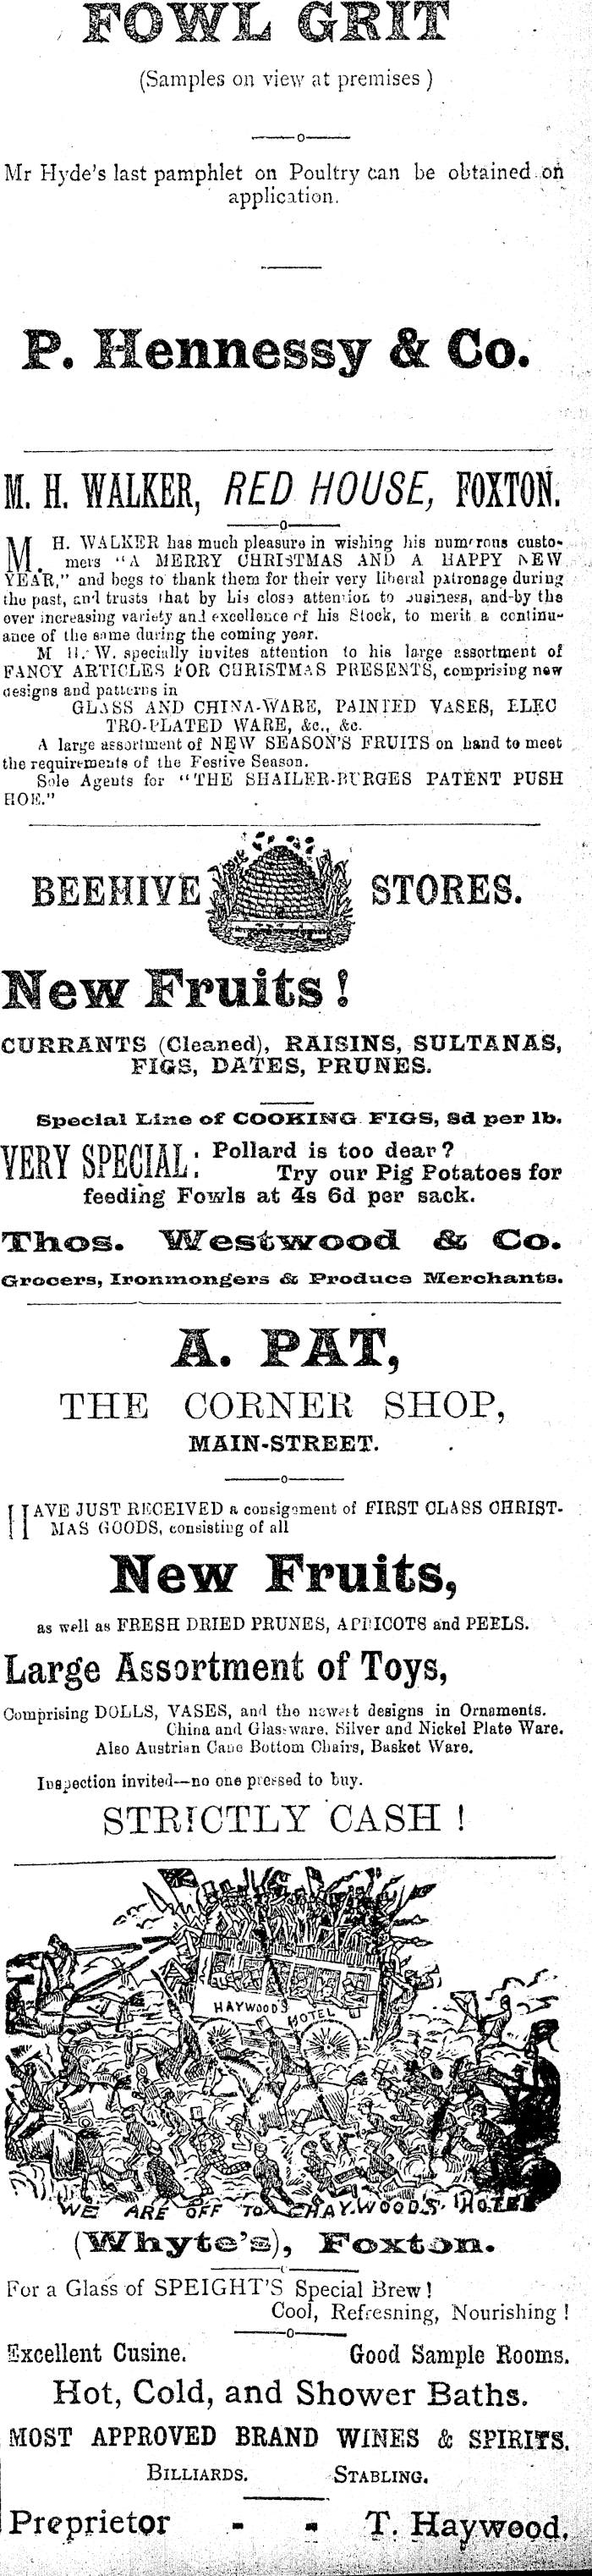 FOWL GRIT
(Samples on view at premises)
Mr Hyde's last pamphlet on Poultry can be obtained on
application.
P. Hennessy & Co.
M. H. WALKER, RED HOUSE, FOXTON.
M. H. WALKER has much pleasure in wishing his numerous custo-
mers "A MERRY CHRISTMAS AND A HAPPY NEW
YEAR," and begs to thank them for their very liberal patronage during
the past, and trusts that by his close attention to business, and by the
ever increasing variety and excellence of his Stock, to merit a continu-
ance of the same during the coming year.
M H. W. specially invites attention to his large assortment of
FANCY ARTICLES FOR CHRISTMAS PRESENTS, comprising new
designs and patterns in
GLASS AND CHINA-WARE, PAINTED VASES, ELEC
TRO-PLATED WARE, &c., &c.
A large assortment of NEW SEASON'S FRUITS on hand to meet
the requirements of the Festive Season.
Sole Agents for "THE SHAILER-BURGES PATENT PUSH
HOE."
BEEHIVE STORES.
New Fruits!
CURRANTS (Cleaned), RAISINS, SULTANAS,
FIGS, DATES, PRUNES.
Special Line of COOKING FIGS, 3d per lb.
VERY SPECIAL: Pollard is too dear?
Try our Pig Potatoes for
feeding Fowls at 4s 6d per sack.
Thos. Westwood & Co.
Grocers, Ironmongers & Produce Merchants.
A. PAT,
THE CORNER SHOP,
MAIN-STREET.
HAVE JUST RECEIVED a consignment of FIRST CLASS CHRIST-
MAS GOODS, consisting of all
New Fruits,
as well as FRESH DRIED PRUNES, APRICOTS and PEELS.
Large Assortment of Toys,
Comprising DOLLS, VASES, and the newest designs in Ornaments.
China and Glassware, Silver and Nickel Plate Ware.
Also Austrian Cane Bottom Chairs, Basket Ware.
Inspection invited—no one pressed to buy.
STRICTLY CASH !
HAYWOOD'S HOTEL
WE ARE OFF TO HAYWOOD'S HOTEL
(Whyte's), Foxton.
For a Glass of SPEIGHT'S Special Brew!
Cool, Refresning, Nourishing !
Excellent Cusine. Good Sample Rooms.
Hot, Cold, and Shower Baths.
MOST APPROVED BRAND WINES & SPIRITS.
BILLIARDS. STABLING.
Preprietor - - T. Haywood.